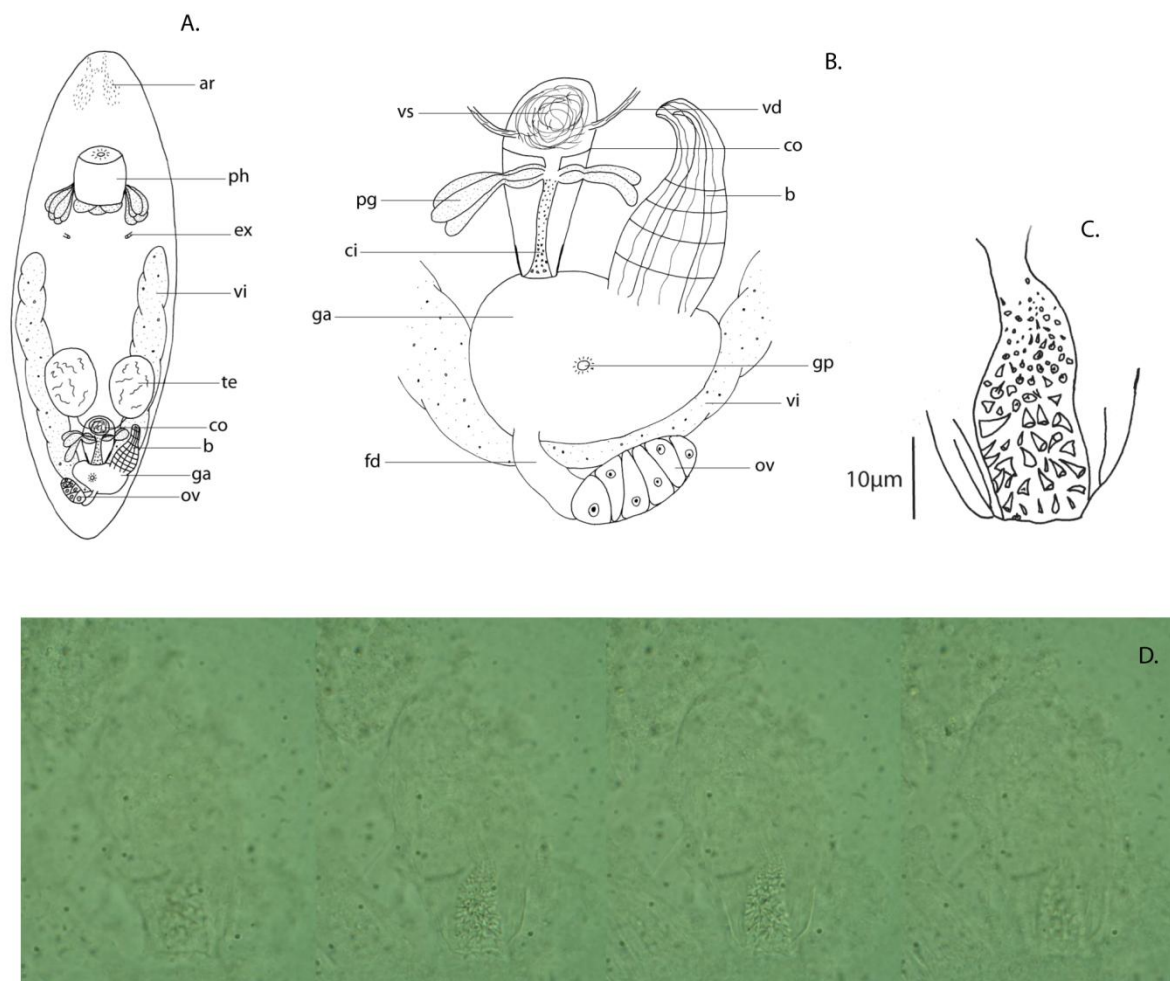 A.
ar
ph
ex
vi
te
co
b
ga
ov
B.
vs
vd
co
pg
b
ci
ga
gp
vi
fd
ov
C.
10µm
D.